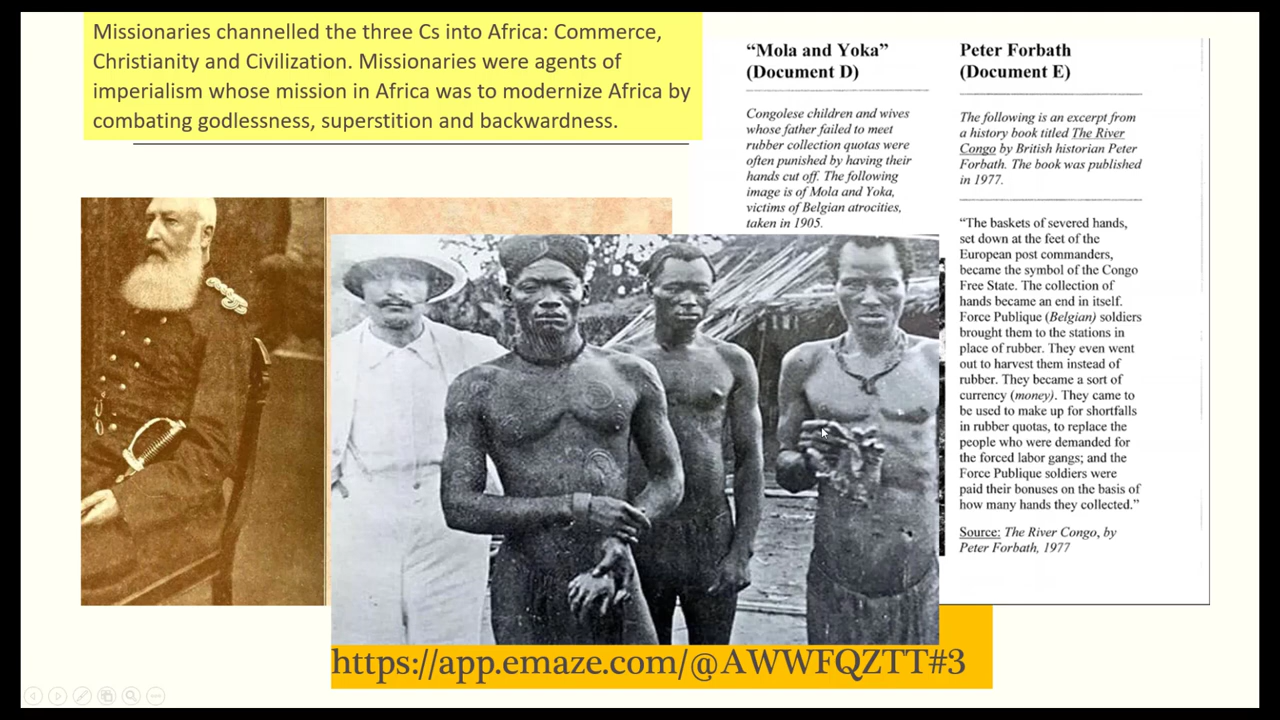 Missionaries channelled the three Cs into Africa: Commerce,
Christianity and Civilization. Missionaries were agents of
imperialism whose mission in Africa was to modernize Africa by
combating godlessness, superstition and backwardness.
“Mola and Yoka”
(Document D)
Congolese children and wives
whose father failed to meet
rubber collection quotas were
often punished by having their
hands cut off. The following
image is of Mola and Yoka,
victims of Belgian atrocities,
taken in 1905.
Peter Forbath
(Document E)
The following is an excerpt from
a history book titled The River
Congo by British historian Peter
Forbath. The book was published
in 1977.
“The baskets of severed hands,
set down at the feet of the
European post commanders,
became the symbol of the Congo
Free State. The collection of
hands became an end in itself.
Force Publique (Belgian) soldiers
brought them to the stations in
place of rubber. They even went
out to harvest them instead of
rubber. They became a sort of
currency (money). They came to
be used to make up for shortfalls
in rubber quotas, to replace the
people who were demanded for
the forced labor gangs; and the
Force Publique soldiers were
paid their bonuses on the basis of
how many hands they collected.”
Source: The River Congo, by
Peter Forbath, 1977
https://app.emaze.com/@AWWFQZTT#3